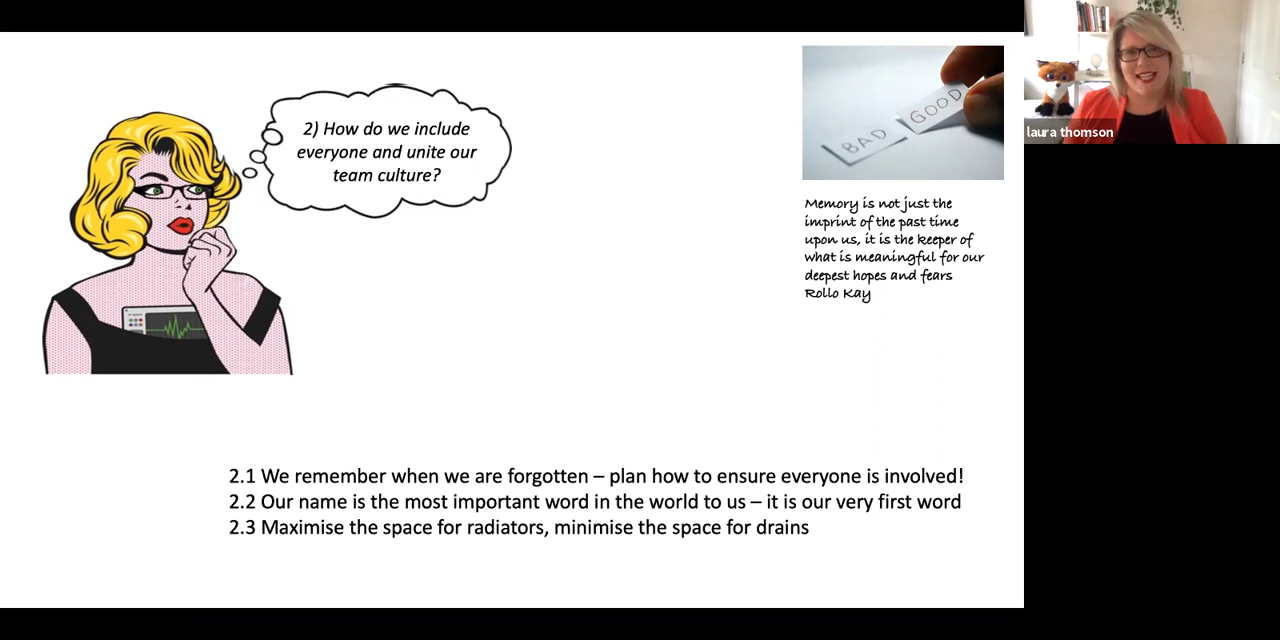 2) How do we include
everyone and unite our
team culture?
BAD
GOOD
Memory is not just the
imprint of the past time
upon us, it is the keeper of
what is meaningful for our
deepest hopes and fears
Rollo Kay
laura thomson
2.1 We remember when we are forgotten – plan how to ensure everyone is involved!
2.2 Our name is the most important word in the world to us – it is our very first word
2.3 Maximise the space for radiators, minimise the space for drains